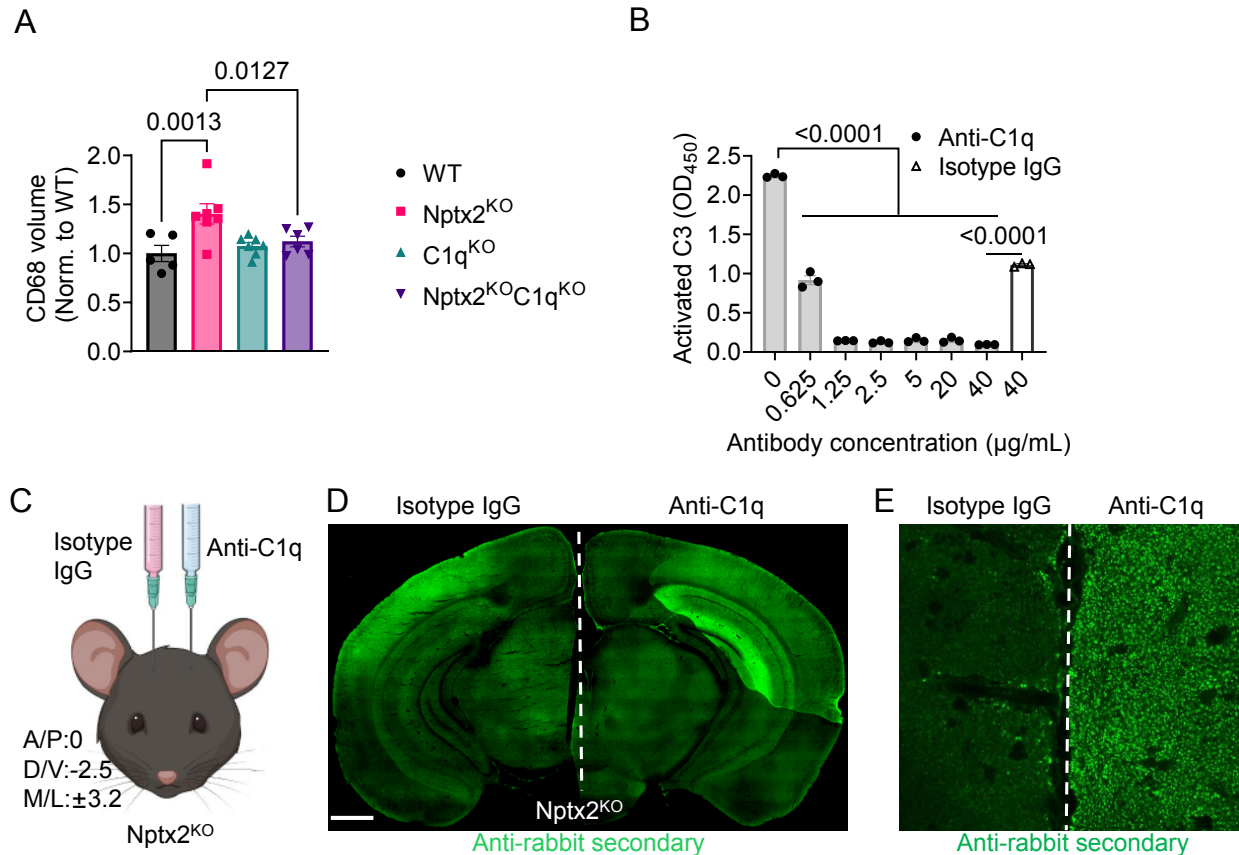 A
0.0127
0.0013
CD68 volume
(Norm. to WT)
2.0
1.5
1.0
0.5
0.0
WT
Nptx2KO
C1qKO
Nptx2KOC1qKO
B
<0.0001
Anti-C1q
Isotype IgG
<0.0001
Activated C3 (OD450)
2.5
2.0
1.5
1.0
0.5
0.0
0
0.625
1.25
2.5
5
20
40
40
Antibody concentration (µg/mL)
C
Isotype
IgG
Anti-C1q
A/P:0
D/V:-2.5
M/L:±3.2
Nptx2KO
D
Isotype IgG
Anti-C1q
Nptx2KO
Anti-rabbit secondary
E
Isotype IgG
Anti-C1q
Anti-rabbit secondary